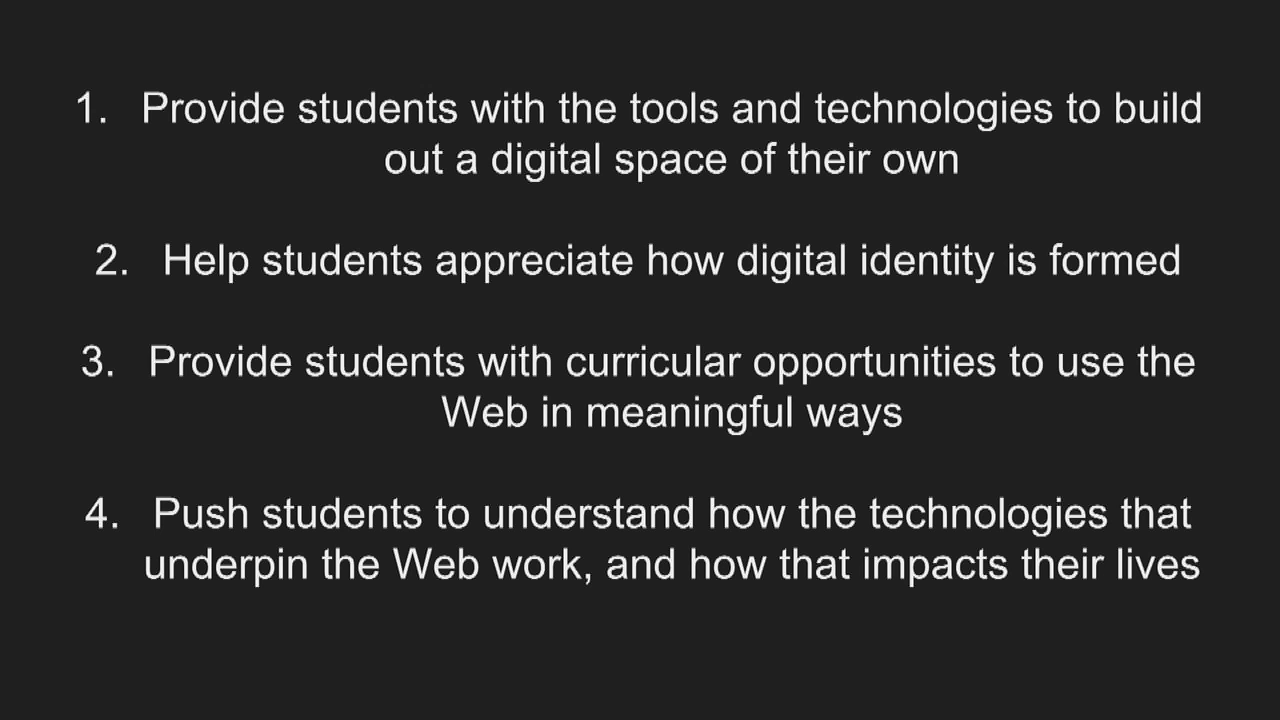 1. Provide students with the tools and technologies to build
out a digital space of their own
2. Help students appreciate how digital identity is formed
3. Provide students with curricular opportunities to use the
Web in meaningful ways
4. Push students to understand how the technologies that
underpin the Web work, and how that impacts their lives